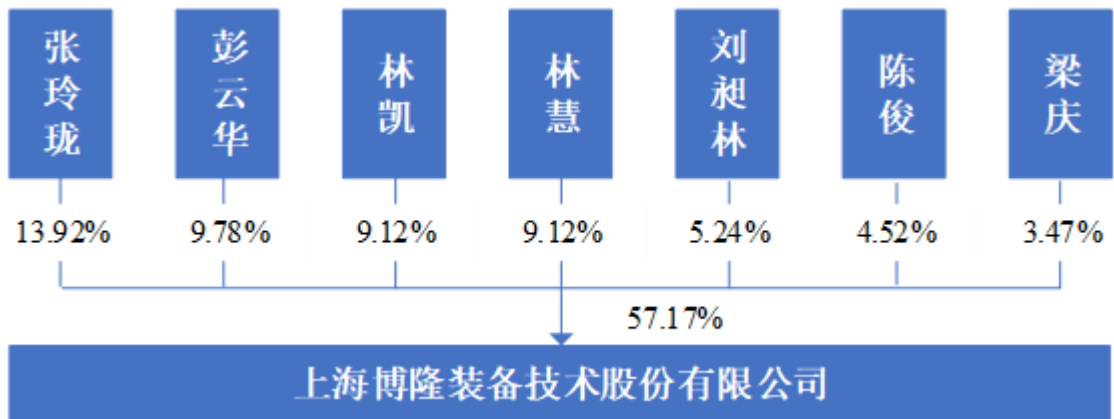 张玲珑
彭云华
林凯
林慧
刘昶林
陈俊
梁庆
13.92%
9.78%
9.12%
9.12%
5.24%
4.52%
3.47%
57.17%
上海博隆装备技术股份有限公司